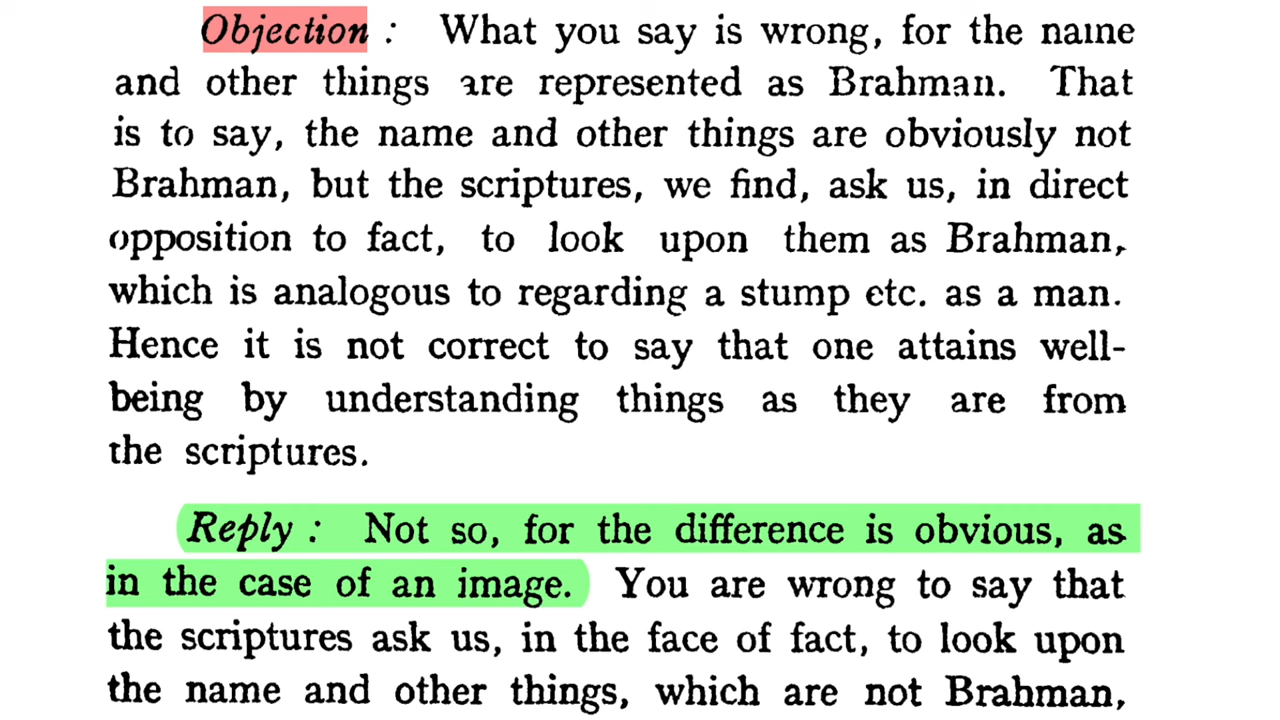 Objection : What you say is wrong, for the name
and other things are represented as Brahman. That
is to say, the name and other things are obviously not
Brahman, but the scriptures, we find, ask us, in direct
opposition to fact, to look upon them as Brahman,
which is analogous to regarding a stump etc. as a man.
Hence it is not correct to say that one attains well-
being by understanding things as they are from
the scriptures.
Reply : Not so, for the difference is obvious, as
in the case of an image. You are wrong to say that
the scriptures ask us, in the face of fact, to look upon
the name and other things, which are not Brahman,